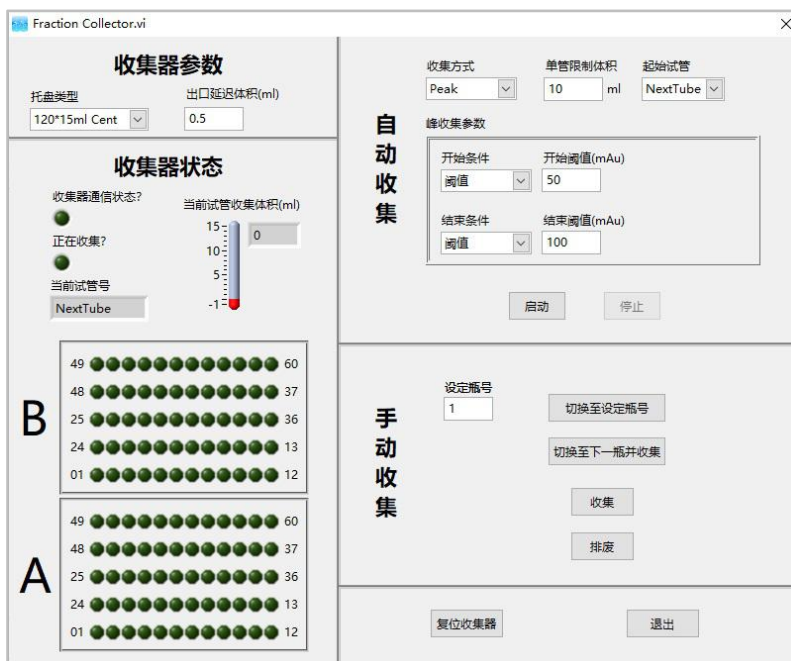 Fraction Collector.vi
收集器参数
托盘类型
出口延迟体积(ml)
120*15ml Cent
0.5
收集器状态
收集器通信状态?
当前试管收集体积(ml)
正在收集?
15
10
5
-1
0
当前试管号
NextTube
B
49 60
48 37
25 36
24 13
01 12
A
49 60
48 37
25 36
24 13
01 12
自动收集
收集方式
单管限制体积
起始试管
Peak
10 ml
NextTube
峰收集参数
开始条件
开始阈值(mAu)
阈值
50
结束条件
结束阈值(mAu)
阈值
100
启动
停止
手动收集
设定瓶号
1
切换至设定瓶号
切换至下一瓶并收集
收集
排废
复位收集器
退出